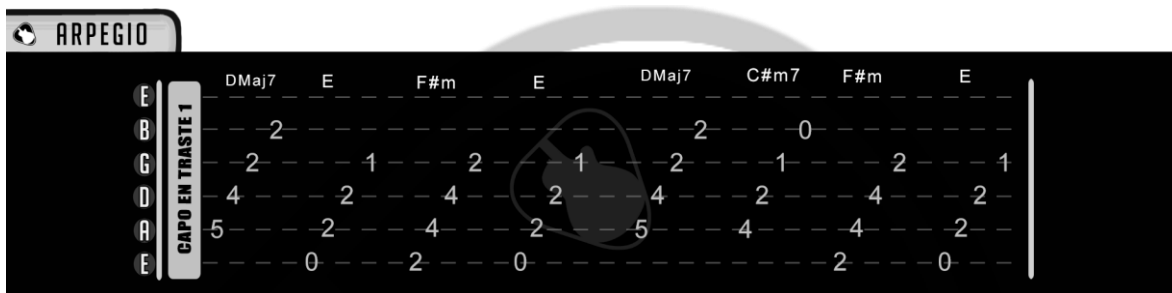 ARPEGIO
DMaj7 E F#m E DMaj7 C#m7 F#m E
CAPO EN TRASTE 1
E
B 2 2 0
G 2 1 2 1 2 1 2 1
D 4 2 4 2 4 2 4 2
A 5 2 4 2 5 4 4 2
E 0 2 0 2 0